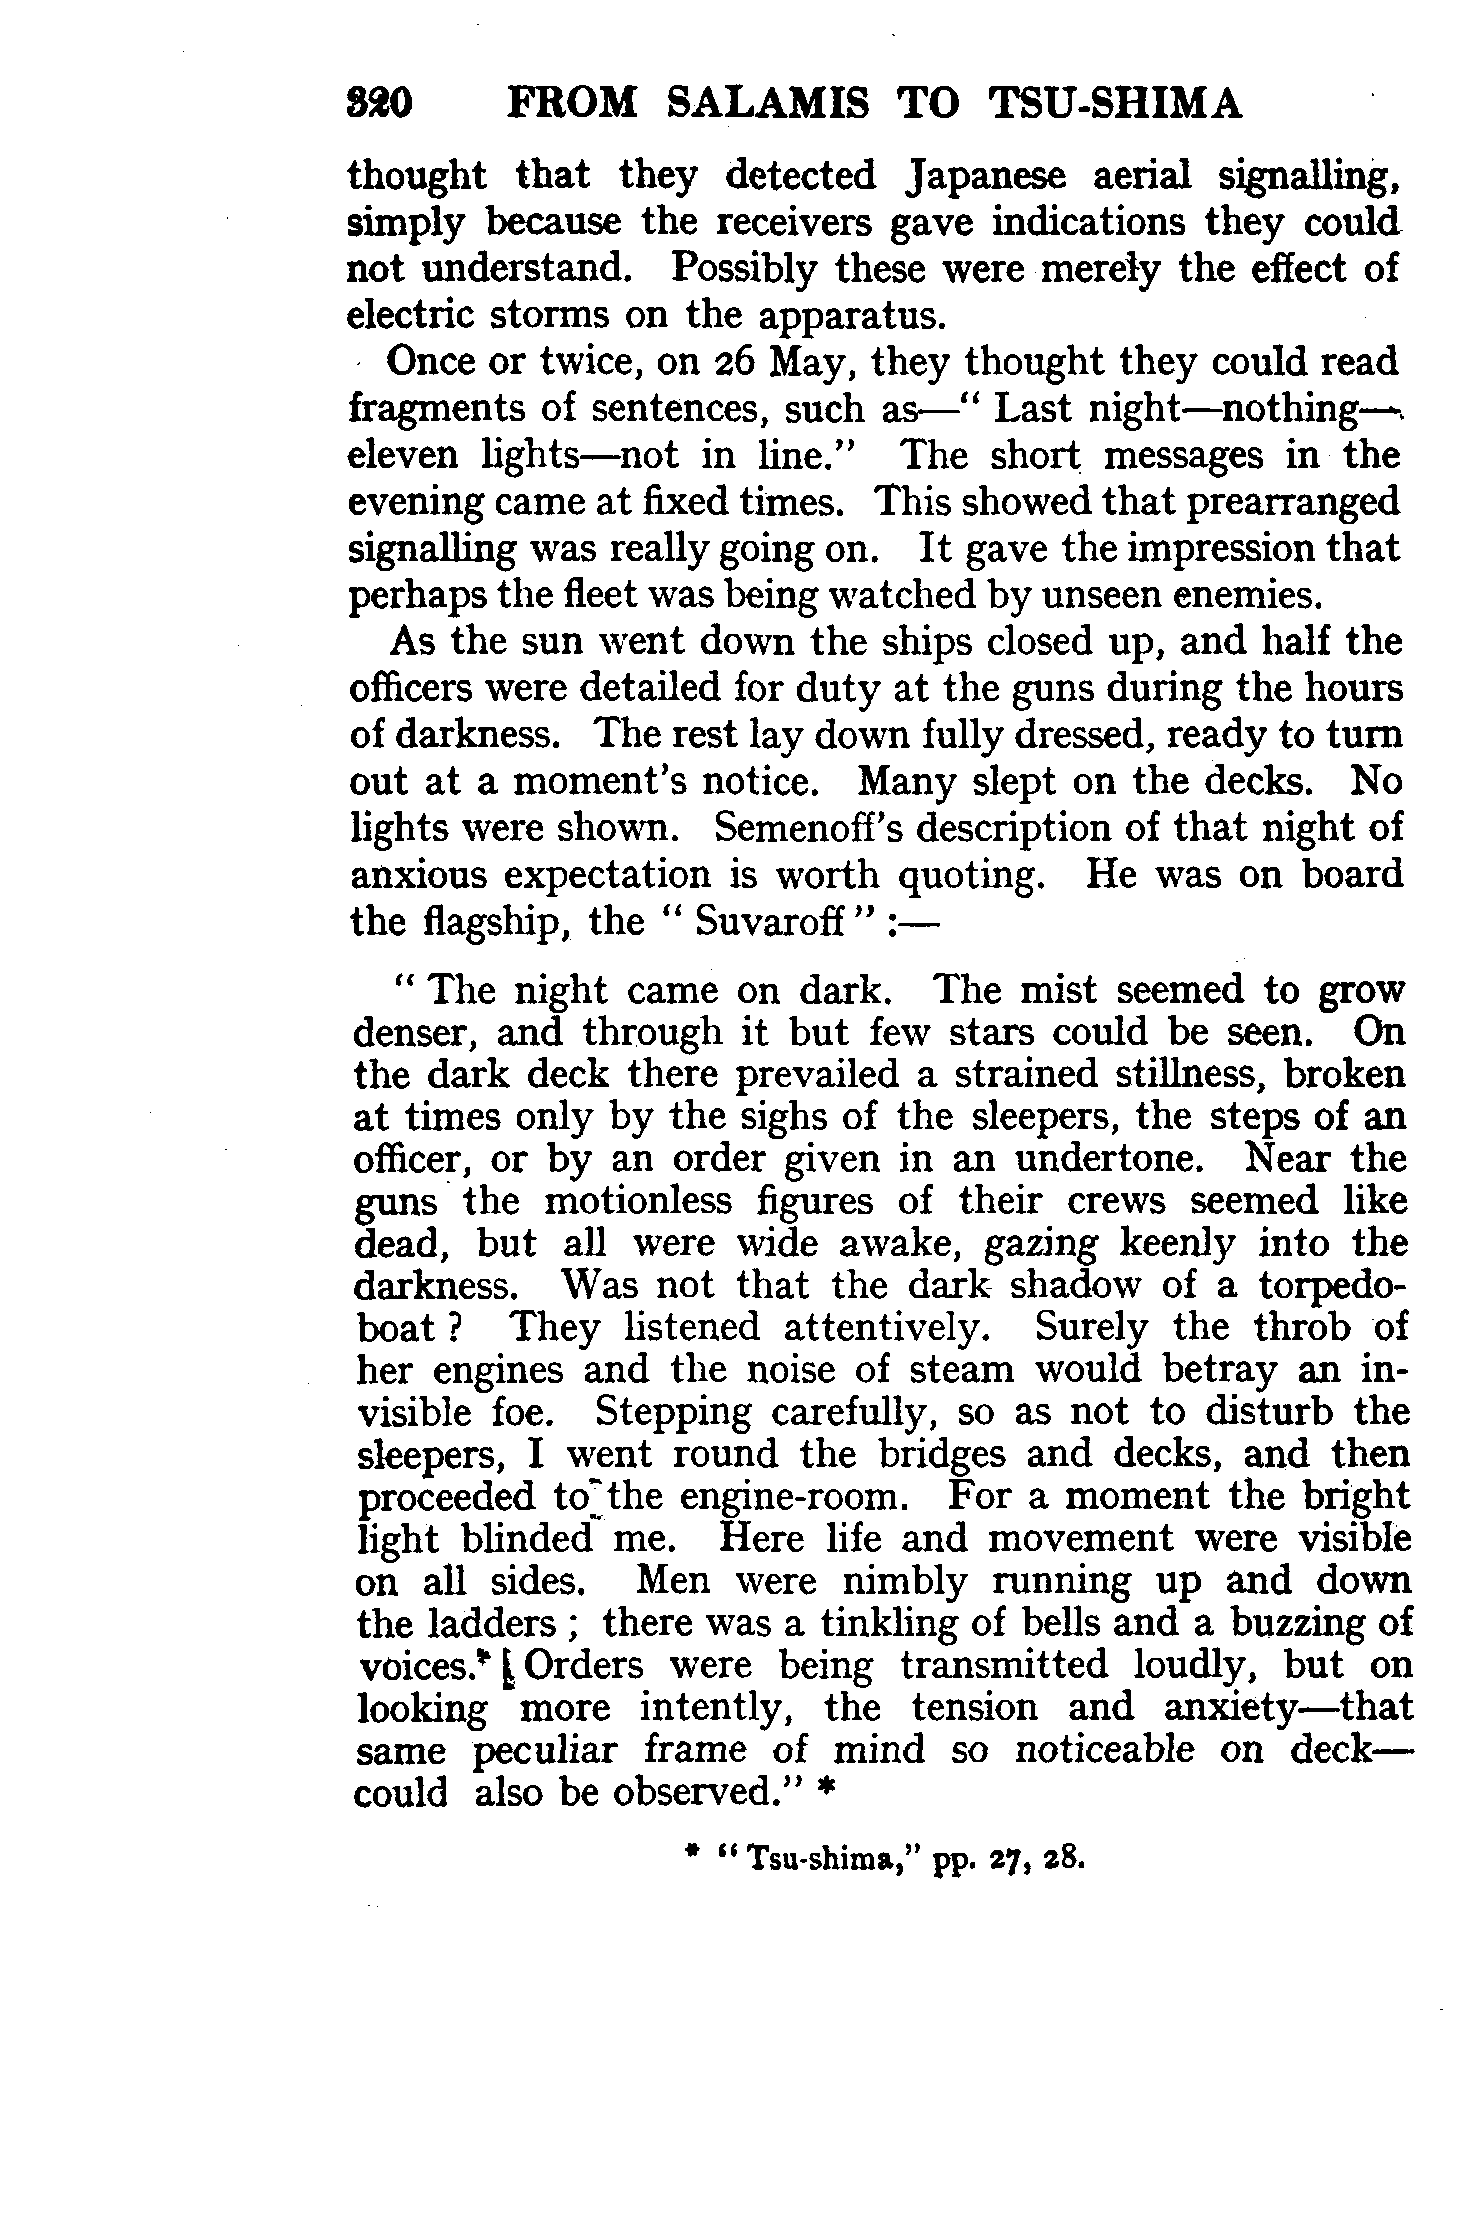 320 FROM SALAMIS TO TSU-SHIMA
thought that they detected Japanese aerial signalling,
simply because the receivers gave indications they could
not understand. Possibly these were merely the effect of
electric storms on the apparatus.
Once or twice, on 26 May, they thought they could read
fragments of sentences, such as—“ Last night—nothing—
eleven lights—not in line.” The short messages in the
evening came at fixed times. This showed that prearranged
signalling was really going on. It gave the impression that
perhaps the fleet was being watched by unseen enemies.
As the sun went down the ships closed up, and half the
officers were detailed for duty at the guns during the hours
of darkness. The rest lay down fully dressed, ready to turn
out at a moment’s notice. Many slept on the decks. No
lights were shown. Semenoff’s description of that night of
anxious expectation is worth quoting. He was on board
the flagship, the “ Suvaroff ” :—
“ The night came on dark. The mist seemed to grow
denser, and through it but few stars could be seen. On
the dark deck there prevailed a strained stillness, broken
at times only by the sighs of the sleepers, the steps of an
officer, or by an order given in an undertone. Near the
guns the motionless figures of their crews seemed like
dead, but all were wide awake, gazing keenly into the
darkness. Was not that the dark shadow of a torpedo-
boat ? They listened attentively. Surely the throb of
her engines and the noise of steam would betray an in-
visible foe. Stepping carefully, so as not to disturb the
sleepers, I went round the bridges and decks, and then
proceeded to the engine-room. For a moment the bright
light blinded me. Here life and movement were visible
on all sides. Men were nimbly running up and down
the ladders ; there was a tinkling of bells and a buzzing of
voices. Orders were being transmitted loudly, but on
looking more intently, the tension and anxiety—that
same peculiar frame of mind so noticeable on deck—
could also be observed.” *
* “ Tsu-shima,” pp. 27, 28.